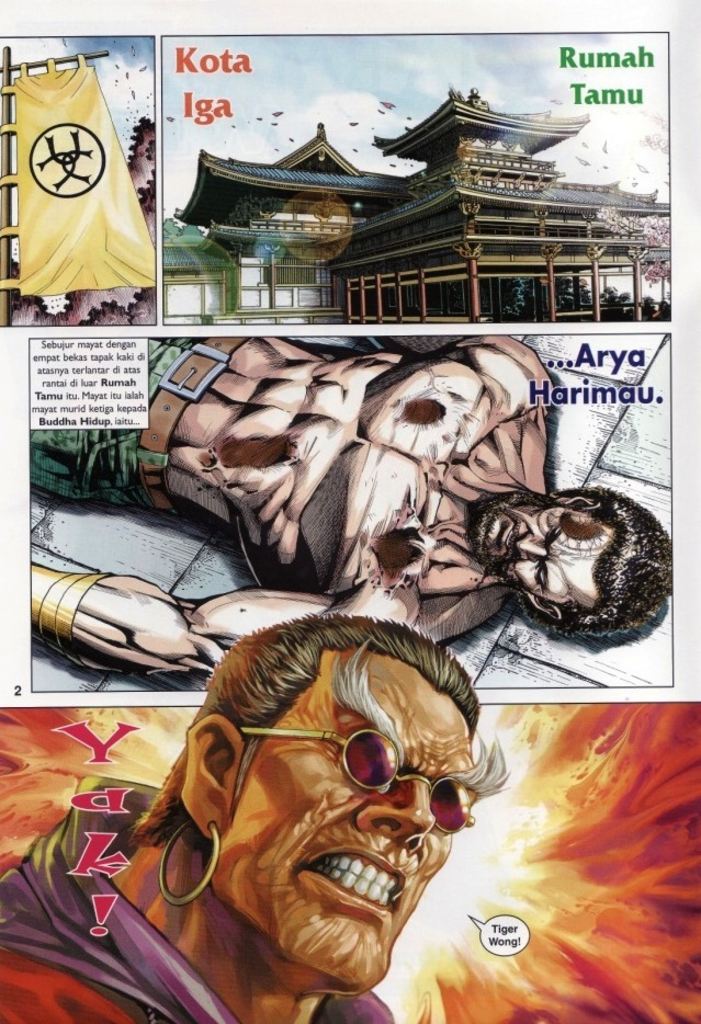 Kota
Iga
Rumah
Tamu
Sebujur mayat dengan
empat bekas tapak kaki di
atasnya terlantar di atas
rantai di luar Rumah
Tamu itu. Mayat itu ialah
mayat murid ketiga kepada
Buddha Hidup, iaitu...
...Arya
Harimau.
2
Yak!
Tiger
Wong!